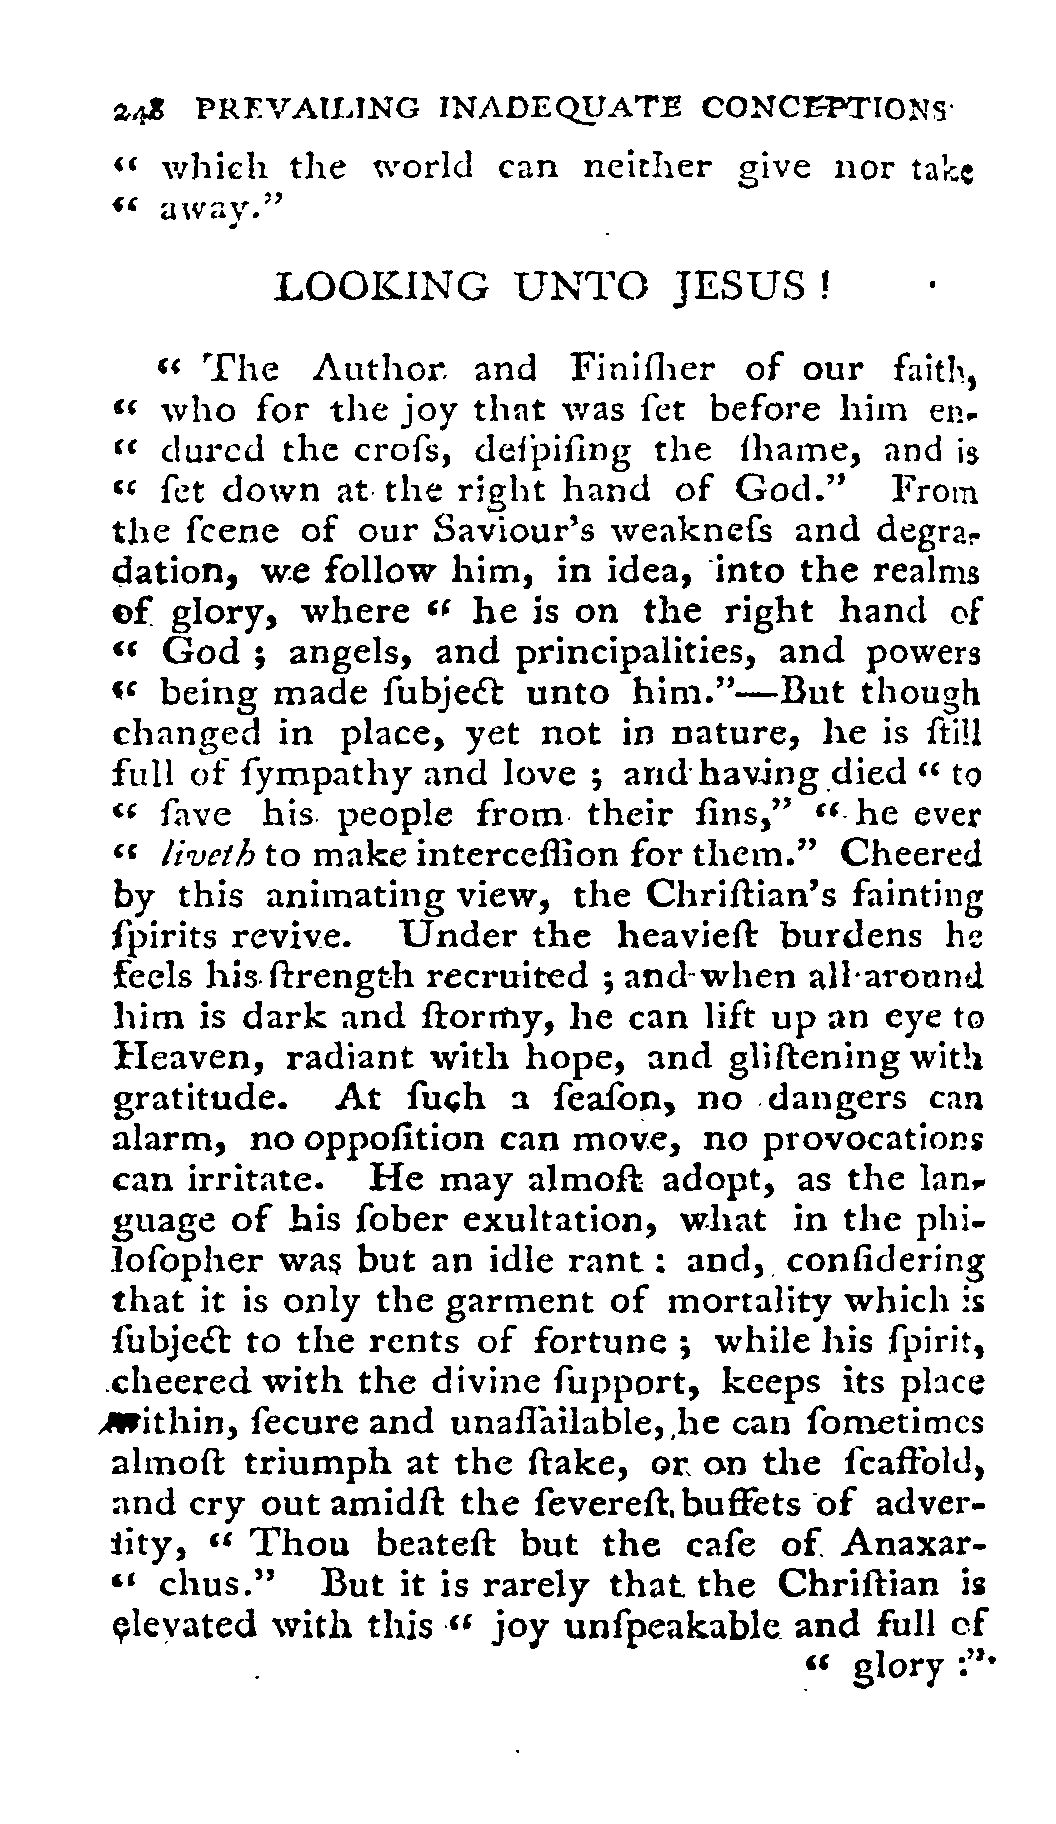 248 PREVAILING INADEQUATE CONCEPTIONS
“ which the world can neither give nor take
“ away.”
LOOKING UNTO JESUS !
“ The Author and Finiſher of our faith,
“ who for the joy that was ſet before him en-
“ dured the croſs, deſpiſing the ſhame, and is
“ ſet down at the right hand of God.” From
the ſcene of our Saviour’s weakneſs and degra-
dation, we follow him, in idea, into the realms
of glory, where “ he is on the right hand of
“ God ; angels, and principalities, and powers
“ being made ſubject unto him.”—But though
changed in place, yet not in nature, he is ſtill
full of ſympathy and love ; and having died “ to
“ ſave his people from their ſins,” “ he ever
“ liveth to make interceſſion for them.” Cheered
by this animating view, the Chriſtian’s fainting
ſpirits revive. Under the heavieſt burdens he
feels his ſtrength recruited ; and when all around
him is dark and ſtormy, he can lift up an eye to
Heaven, radiant with hope, and gliſtening with
gratitude. At ſuch a ſeaſon, no dangers can
alarm, no oppoſition can move, no provocations
can irritate. He may almoſt adopt, as the lan-
guage of his ſober exultation, what in the phi-
loſopher was but an idle rant : and, conſidering
that it is only the garment of mortality which is
ſubject to the rents of fortune ; while his ſpirit,
cheered with the divine ſupport, keeps its place
within, ſecure and unaſſailable, he can ſometimes
almoſt triumph at the ſtake, or on the ſcaffold,
and cry out amidſt the ſevereſt buffets of adver-
ſity, “ Thou beateſt but the caſe of Anaxar-
“ chus.” But it is rarely that the Chriſtian is
elevated with this “ joy unſpeakable and full of
“ glory :”